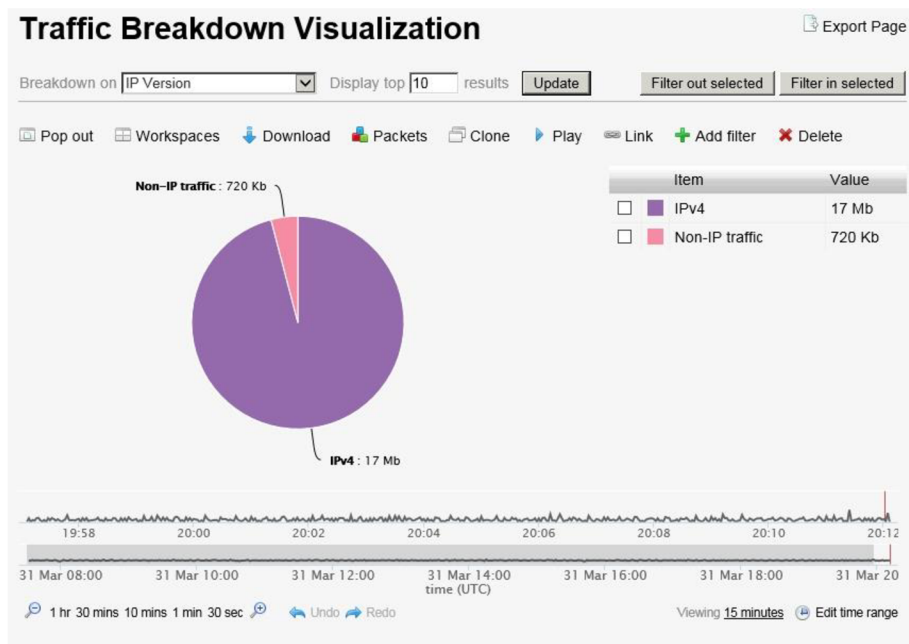 Traffic Breakdown Visualization
Export Page
Breakdown on IP Version Display top 10 results Update Filter out selected Filter in selected
Pop out Workspaces Download Packets Clone Play Link Add filter Delete
Non-IP traffic : 720 Kb
Item Value
IPv4 17 Mb
Non-IP traffic 720 Kb
IPv4 : 17 Mb
19:58 20:00 20:02 20:04 20:06 20:08 20:10 20:12
31 Mar 08:00 31 Mar 10:00 31 Mar 12:00 31 Mar 14:00 31 Mar 16:00 31 Mar 18:00 31 Mar 20
time (UTC)
1 hr 30 mins 10 mins 1 min 30 sec Undo Redo Viewing 15 minutes Edit time range